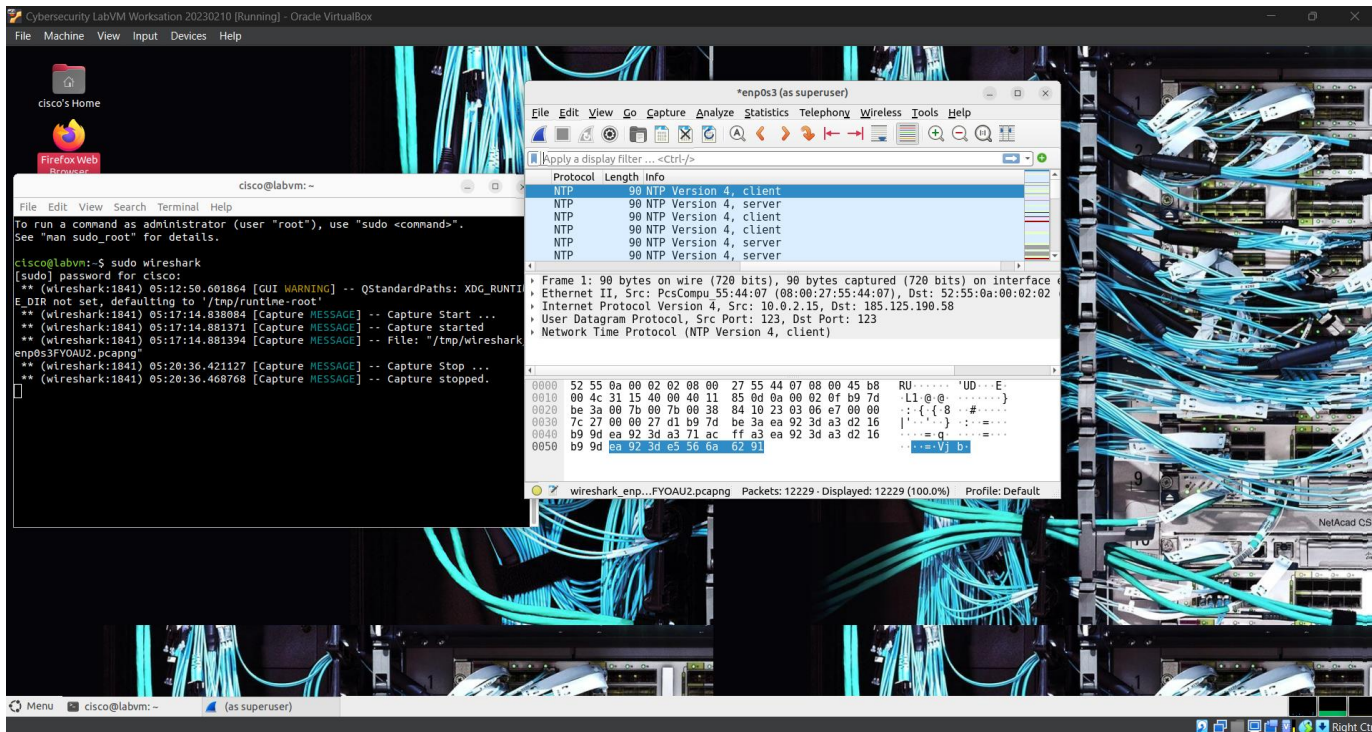 Cybersecurity LabVM Worksation 20230210 [Running] - Oracle VirtualBox
File Machine View Input Devices Help
cisco's Home
Firefox Web
Browser
cisco@labvm: ~
File Edit View Search Terminal Help
To run a command as administrator (user "root"), use "sudo <command>".
See "man sudo_root" for details.
cisco@labvm:~$ sudo wireshark
[sudo] password for cisco:
** (wireshark:1841) 05:12:50.601864 [GUI WARNING] -- QStandardPaths: XDG_RUNTI
E_DIR not set, defaulting to '/tmp/runtime-root'
** (wireshark:1841) 05:17:14.838084 [Capture MESSAGE] -- Capture Start ...
** (wireshark:1841) 05:17:14.881371 [Capture MESSAGE] -- Capture started
** (wireshark:1841) 05:17:14.881394 [Capture MESSAGE] -- File: "/tmp/wireshark_
enp0s3FYOAU2.pcapng"
** (wireshark:1841) 05:20:36.421127 [Capture MESSAGE] -- Capture Stop ...
** (wireshark:1841) 05:20:36.468768 [Capture MESSAGE] -- Capture stopped.
*enp0s3 (as superuser)
File Edit View Go Capture Analyze Statistics Telephony Wireless Tools Help
Apply a display filter ... <Ctrl-/>
Protocol Length Info
NTP 90 NTP Version 4, client
NTP 90 NTP Version 4, server
NTP 90 NTP Version 4, client
NTP 90 NTP Version 4, client
NTP 90 NTP Version 4, server
NTP 90 NTP Version 4, server
Frame 1: 90 bytes on wire (720 bits), 90 bytes captured (720 bits) on interface e
Ethernet II, Src: PcsCompu_55:44:07 (08:00:27:55:44:07), Dst: 52:55:0a:00:02:02
Internet Protocol Version 4, Src: 10.0.2.15, Dst: 185.125.190.58
User Datagram Protocol, Src Port: 123, Dst Port: 123
Network Time Protocol (NTP Version 4, client)
0000 52 55 0a 00 02 02 08 00 27 55 44 07 08 00 45 b8 RU······ 'UD···E·
0010 00 4c 31 15 40 00 40 11 85 0d 0a 00 02 0f b9 7d ·L1·@·@· ·······}
0020 be 3a 00 7b 00 7b 00 38 84 10 23 03 06 e7 00 00 ·:·{·{·8 ··#·····
0030 7c 27 00 00 27 d1 b9 7d be 3a ea 92 3d a3 d2 16 |'··'··} ·:··=···
0040 b9 9d ea 92 3d a3 71 ac ff a3 ea 92 3d a3 d2 16 ····=·q· ····=···
0050 b9 9d ea 92 3d e5 56 6a 62 91 ····=·Vj b·
wireshark_enp...FYOAU2.pcapng Packets: 12229 · Displayed: 12229 (100.0%) Profile: Default
NetAcad CS
Menu cisco@labvm: ~ (as superuser)
Right Ctr